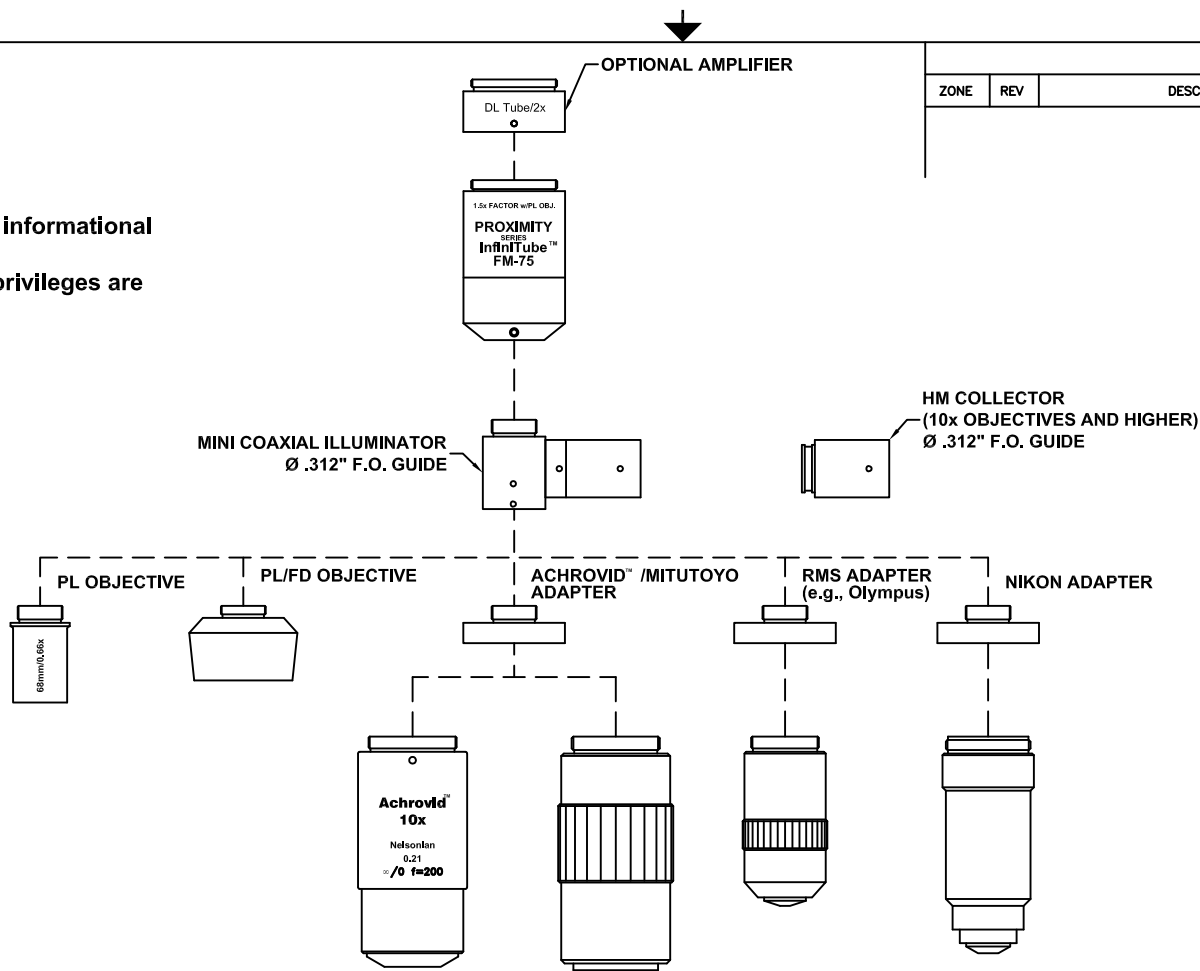 OPTIONAL AMPLIFIER
ZONE REV DESC
DL Tube/2x
informational
privileges are
1.5x FACTOR w/PL OBJ.
PROXIMITY
SERIES
InfiniTube™
FM-75
HM COLLECTOR
(10x OBJECTIVES AND HIGHER)
Ø .312" F.O. GUIDE
MINI COAXIAL ILLUMINATOR
Ø .312" F.O. GUIDE
PL OBJECTIVE
PL/FD OBJECTIVE
ACHROVID™ /MITUTOYO
ADAPTER
RMS ADAPTER
(e.g., Olympus)
NIKON ADAPTER
68mm/0.66x
Achrovid™
10x
Nelsonian
0.21
∞/0 f=200